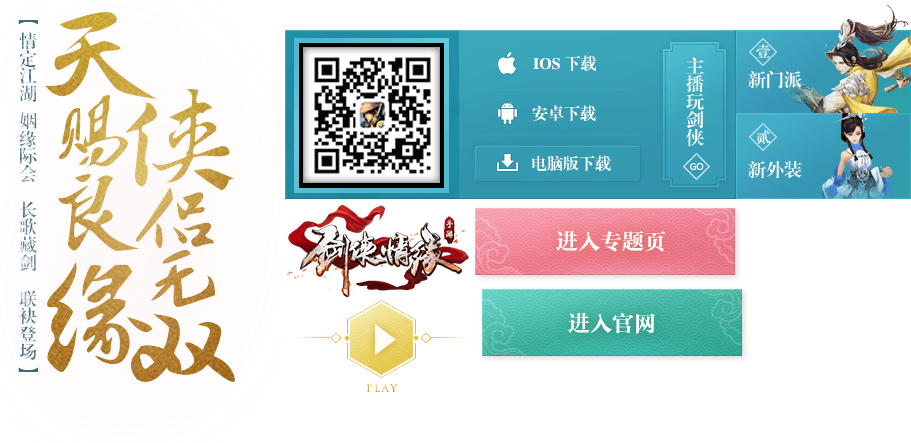 天赐良缘
侠侣无双
【情定江湖 姻缘际会 长歌藏剑 联袂登场】
IOS 下载
安卓下载
电脑版下载
主播玩剑侠
GO
壹
新门派
贰
新外装
剑侠情缘
手游
进入专题页
进入官网
PLAY